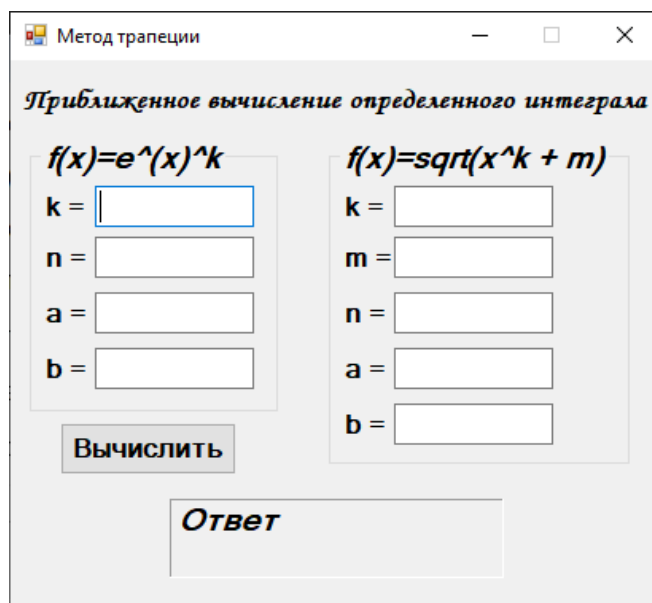 Метод трапеции
Приближенное вычисление определенного интеграла
f(x)=e^(x)^k
k =
n =
a =
b =
Вычислить
f(x)=sqrt(x^k + m)
k =
m =
n =
a =
b =
Ответ